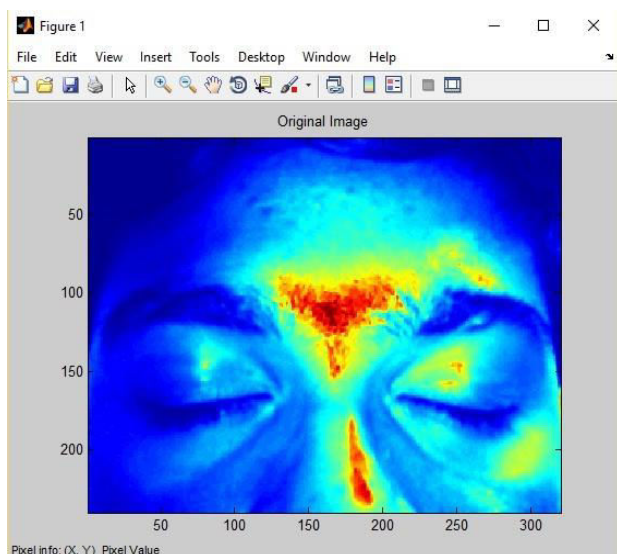 Figure 1
File Edit View Insert Tools Desktop Window Help
Original Image
50
100
150
200
50 100 150 200 250 300
Pixel info: (X, Y) Pixel Value